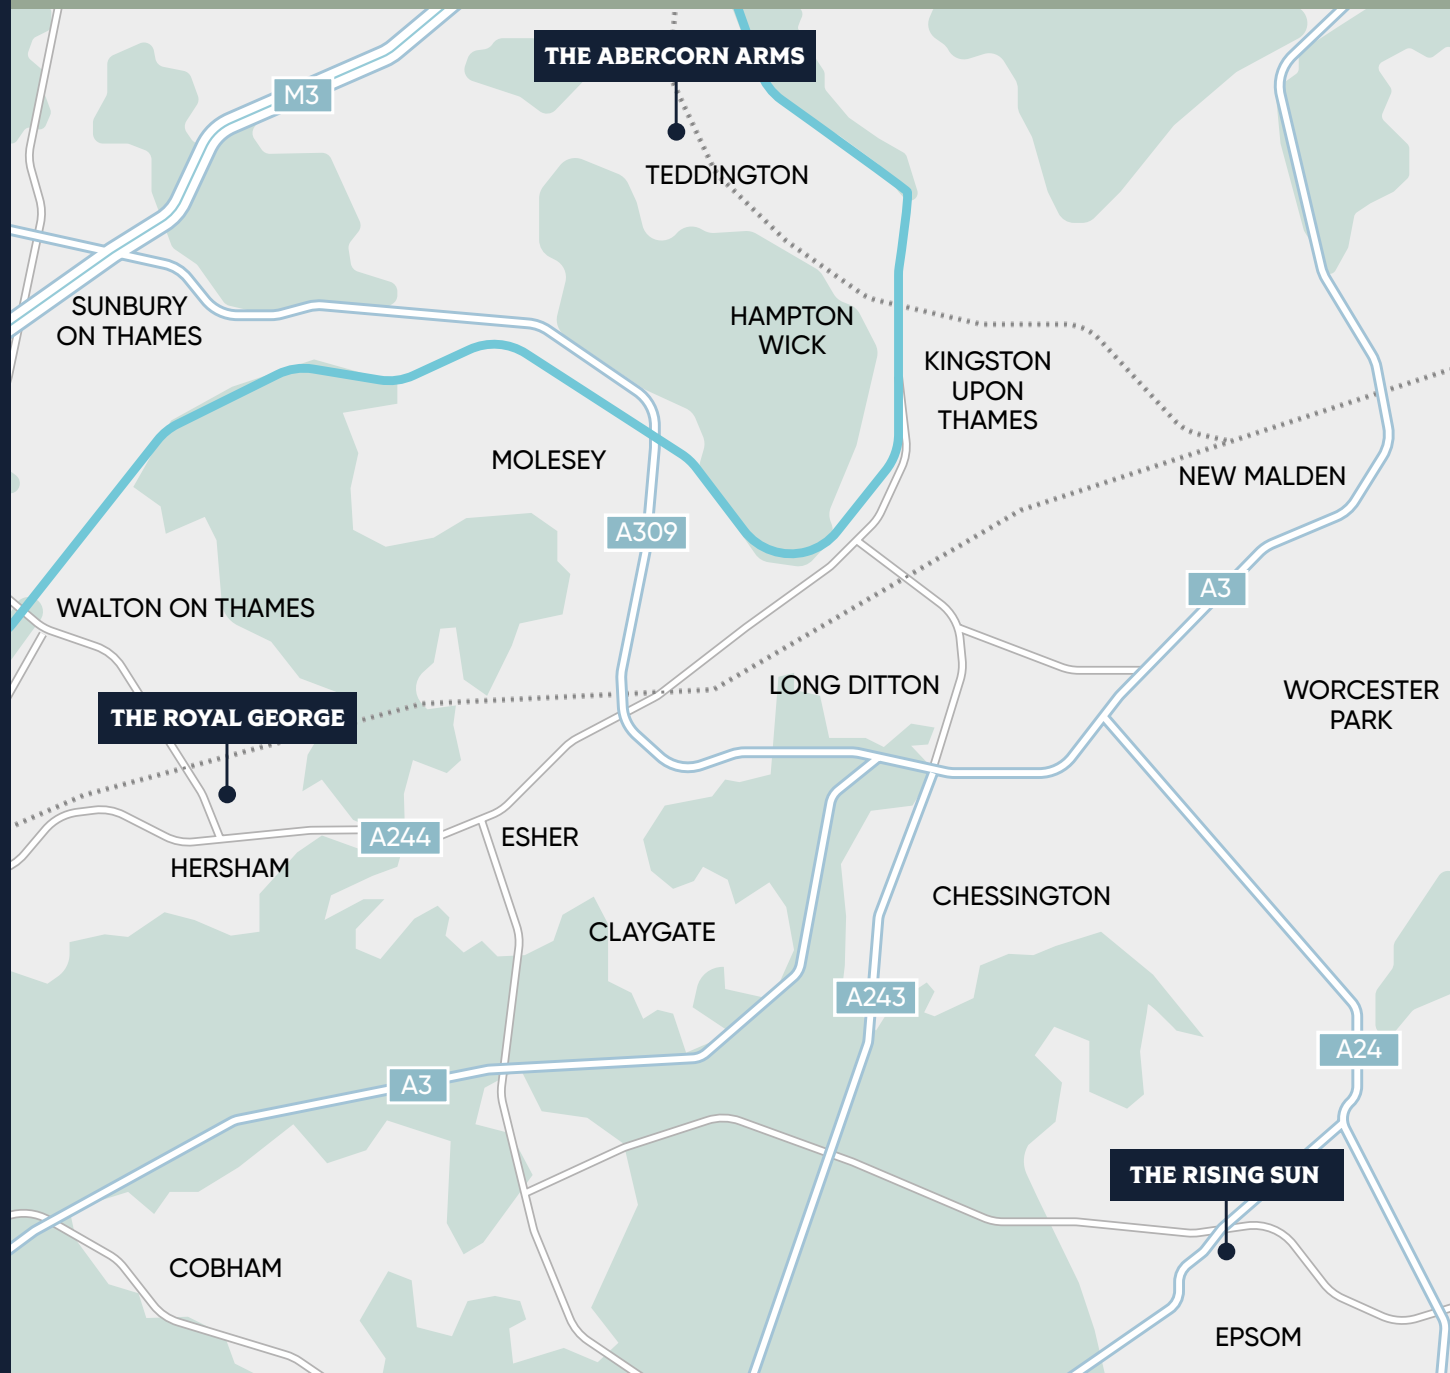 THE ABERCORN ARMS
M3
TEDDINGTON
SUNBURY
ON THAMES
HAMPTON
WICK
KINGSTON
UPON
THAMES
MOLESEY
NEW MALDEN
A309
A3
WALTON ON THAMES
LONG DITTON
WORCESTER
PARK
THE ROYAL GEORGE
A244
ESHER
HERSHAM
CHESSINGTON
CLAYGATE
A243
A24
A3
THE RISING SUN
COBHAM
EPSOM